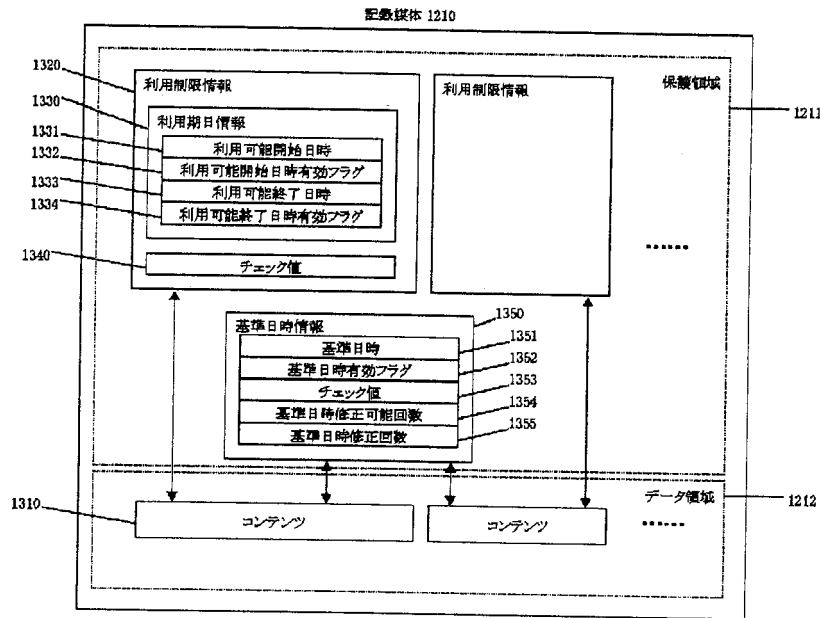 記録媒体 1210
1320
利用制限情報
利用制限情報
保護領域
1211
1330
利用期日情報
1331
利用可能開始日時
1332
利用可能開始日時有効フラグ
1333
利用可能終了日時
1334
利用可能終了日時有効フラグ
......
1340
チェック値
1350
基準日時情報
1351
基準日時
1352
基準日時有効フラグ
1353
チェック値
1354
基準日時修正可能回数
1355
基準日時修正回数
データ領域
1212
1310
コンテンツ
コンテンツ
......